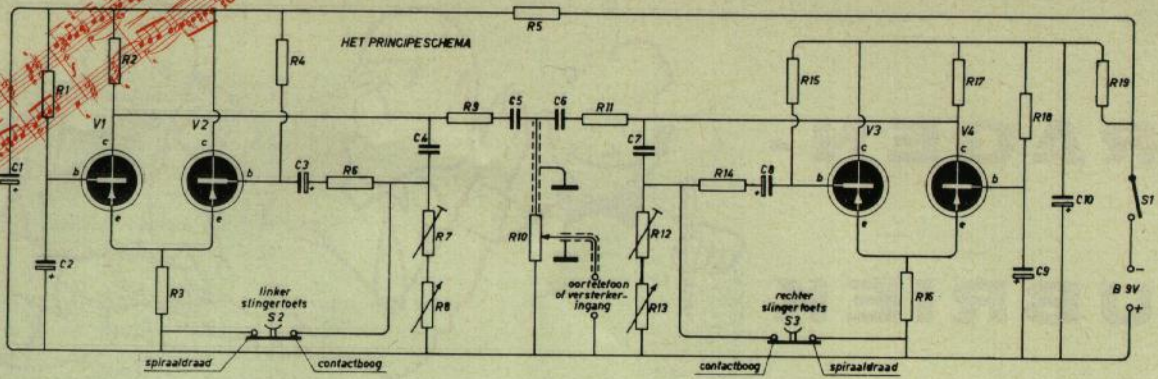 R5
HET PRINCIPESCHEMA
R1
R2
R4
R15
R17
R19
R9
C5
C6
R11
R18
V1
V2
C4
C7
V3
V4
c
c
c
c
C1
b
b
C3
R6
R14
C8
b
b
C10
S1
e
e
e
e
R7
R10
R12
C2
+
+
+
+
+
+
C9
oortelefoon
of versterker-
ingang
-
B 9V
+
R3
linker
slingertoets
S2
R8
R13
rechter
slingertoets
S3
R16
spiraaldraad
contactboog
contactboog
spiraaldraad